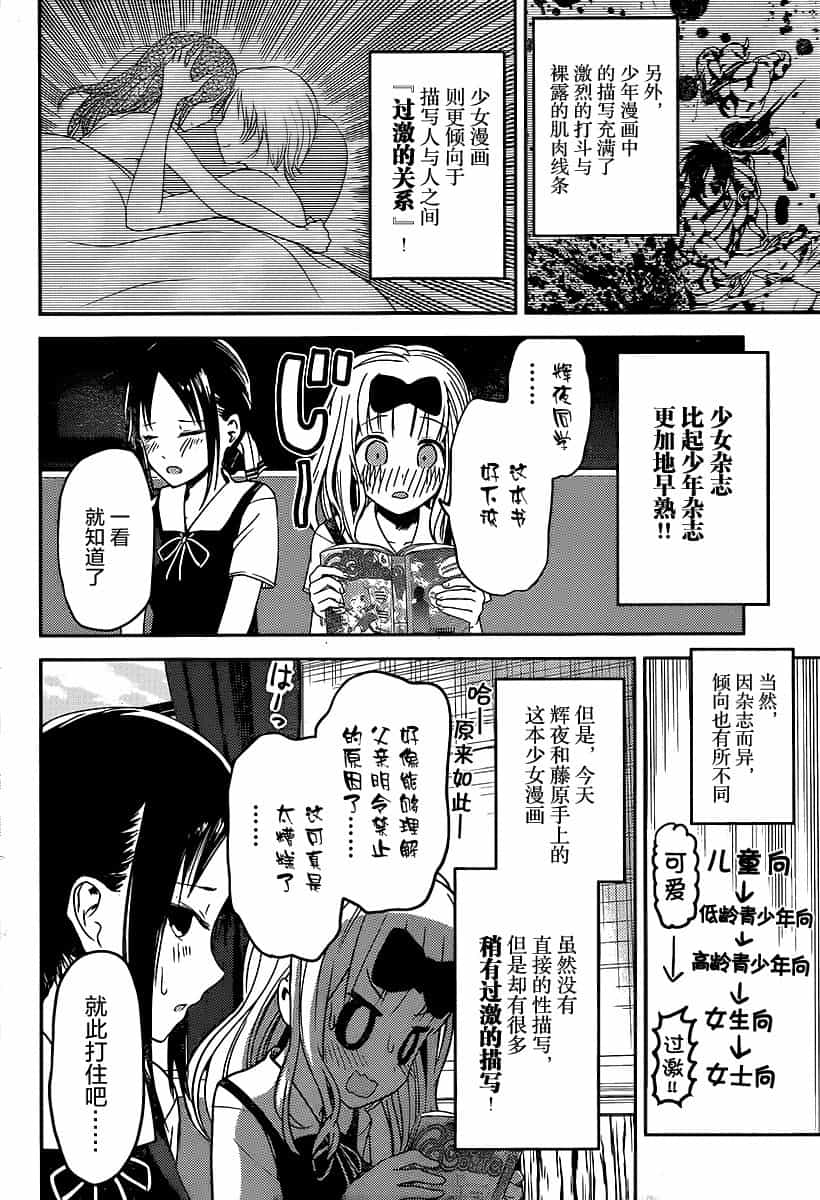 另外，
少年漫画中
的描写充满了
激烈的打斗与
裸露的肌肉线条
少女漫画
则更倾向于
描写人与人之间
『过激的关系』！
少女杂志
比起少年杂志
更加地早熟!!
辉夜同学
……
这本书
好下流
じー
一看
就知道了
当然，
因杂志而异，
倾向也有所不同
儿童向
低龄青少年向
高龄青少年向
女生向
女士向
可爱
过激!!
但是，今天
辉夜和藤原手上的
这本少女漫画
虽然没有
直接的性描写，
但是却有很多
稍有过激的描写！
哈—
原来如此—
はーっ
好像能够理解
父亲明令禁止
的原因了……
这可真是
太糟糕了
……
就此打住吧……